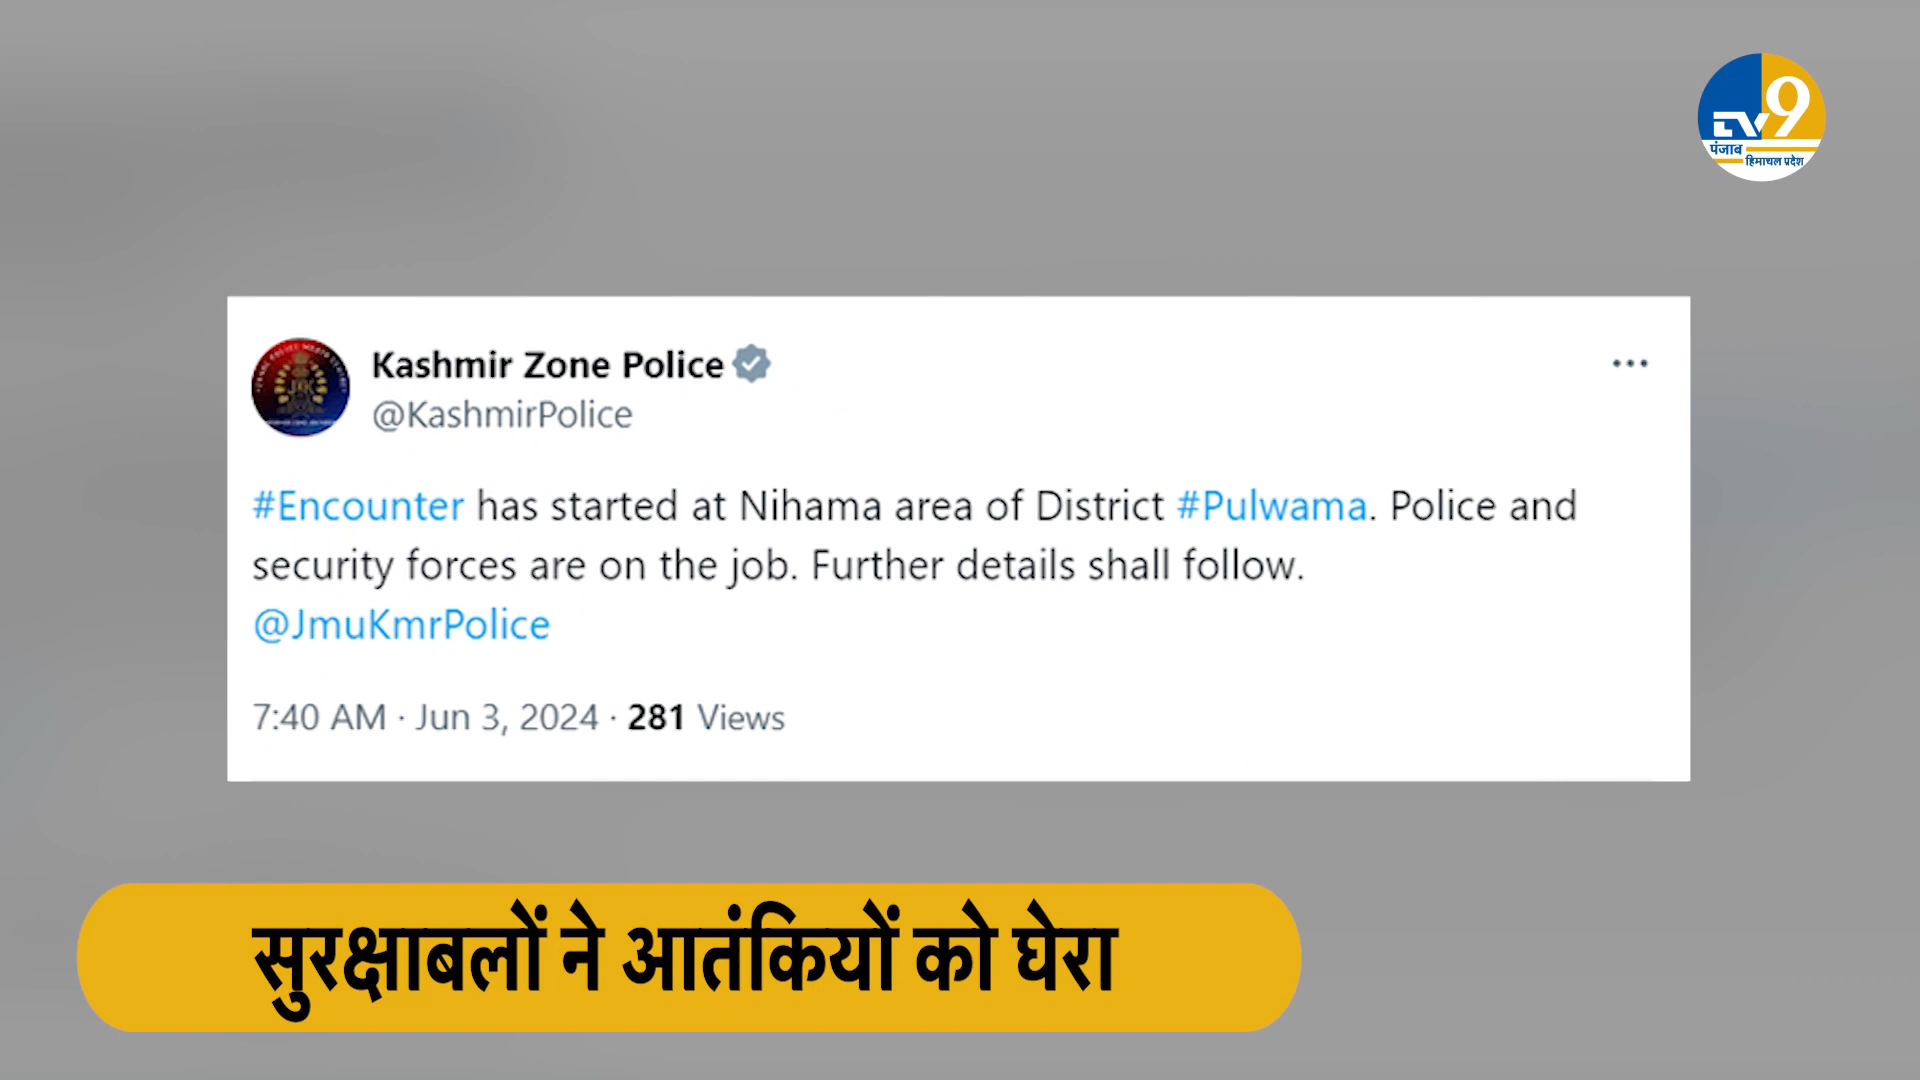 TV9
पंजाब
हिमाचल प्रदेश
Kashmir Zone Police
@KashmirPolice
#Encounter has started at Nihama area of District #Pulwama. Police and
security forces are on the job. Further details shall follow.
@JmuKmrPolice
7:40 AM · Jun 3, 2024 · 281 Views
सुरक्षाबलों ने आतंकियों को घेरा